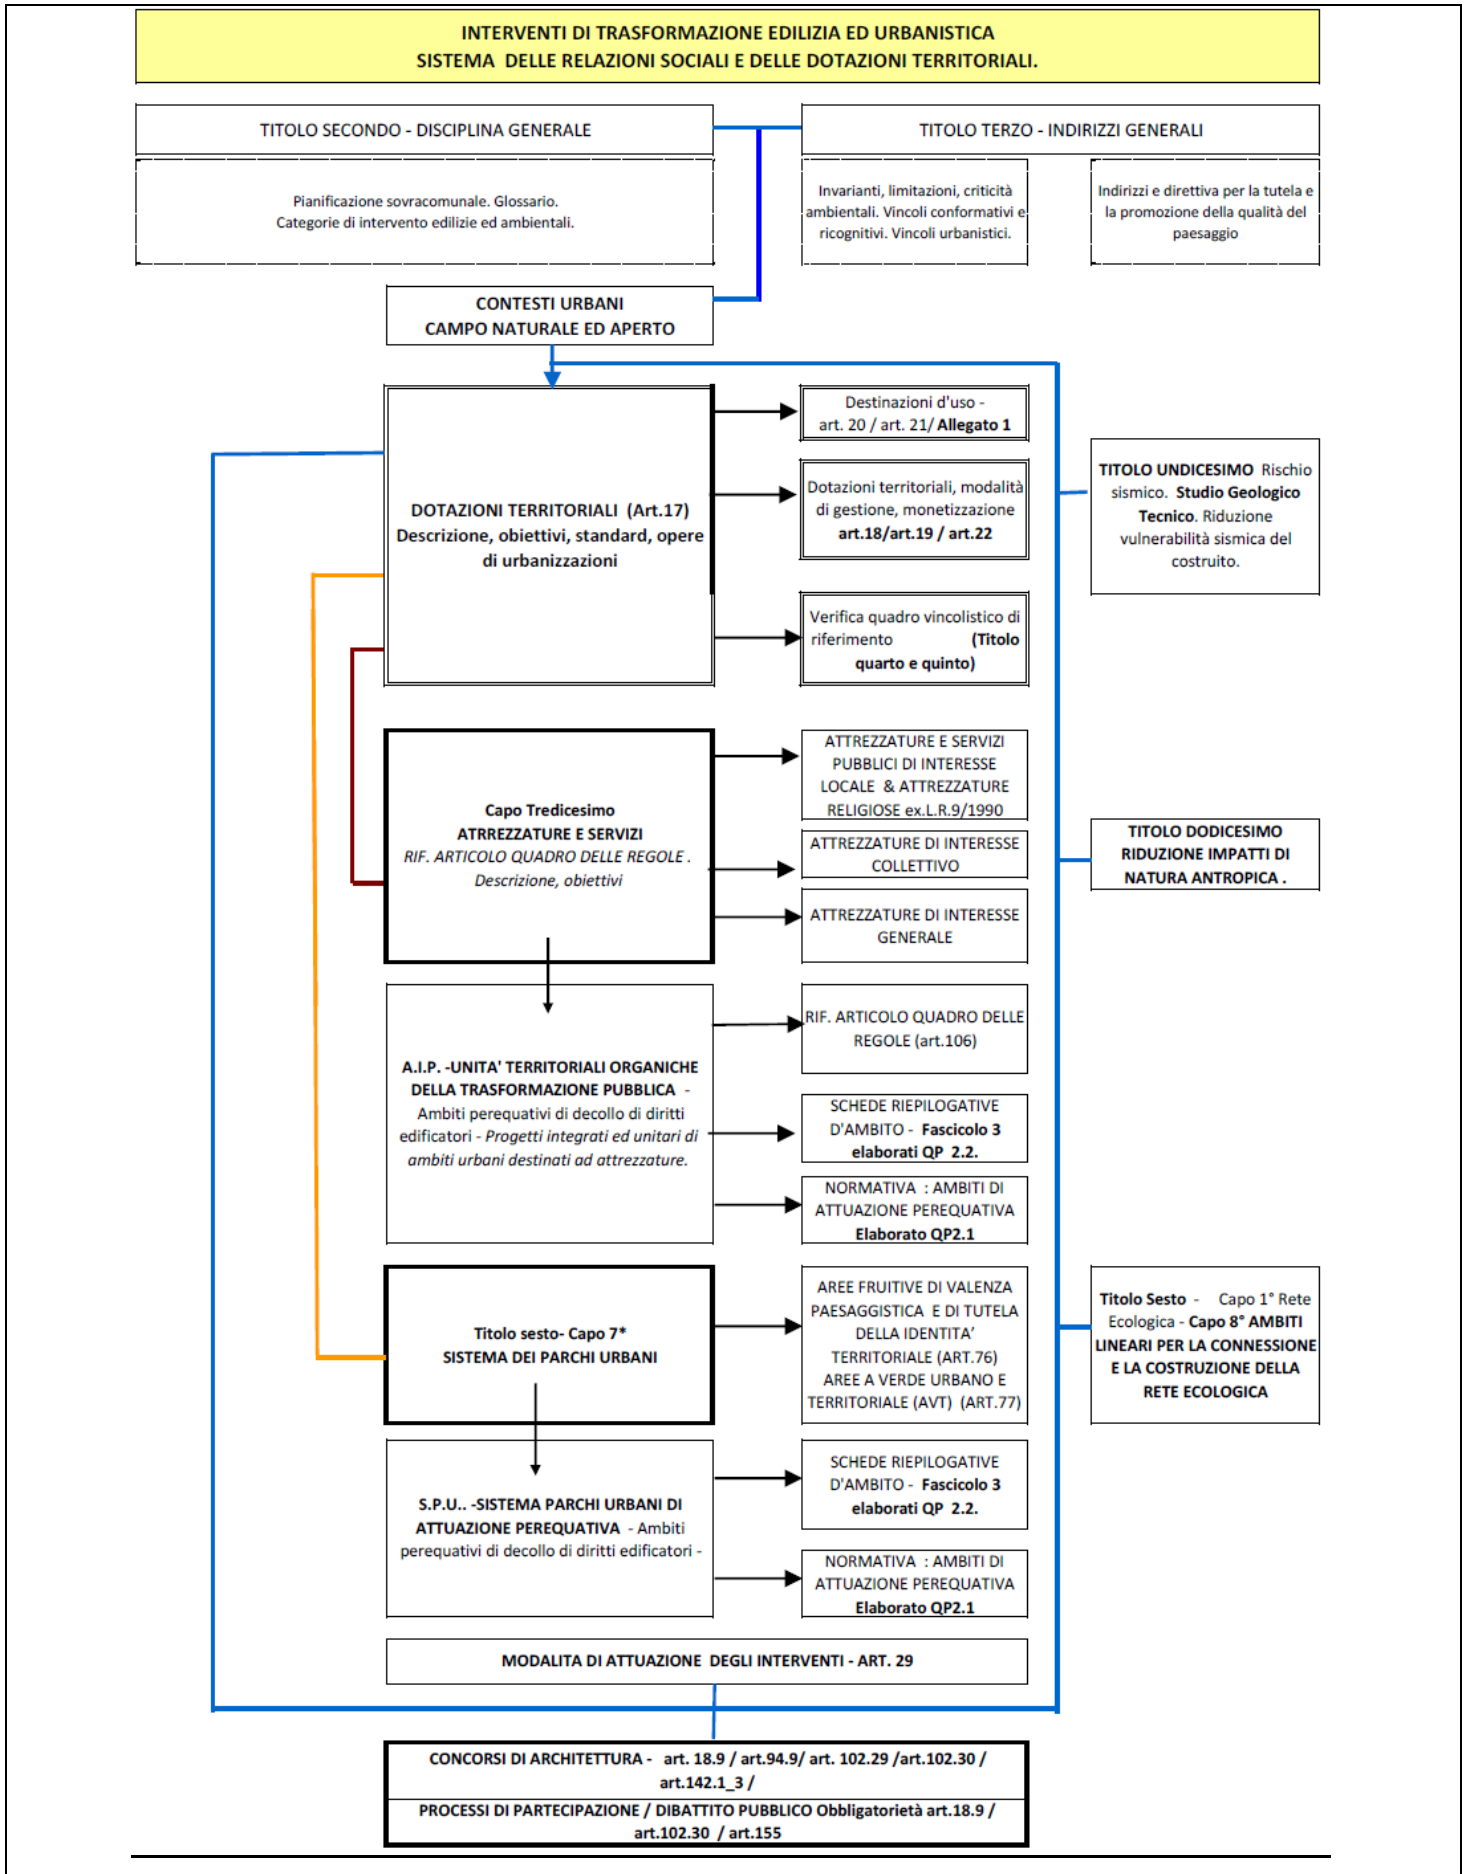 INTERVENTI DI TRASFORMAZIONE EDILIZIA ED URBANISTICA
SISTEMA DELLE RELAZIONI SOCIALI E DELLE DOTAZIONI TERRITORIALI.
TITOLO SECONDO - DISCIPLINA GENERALE
TITOLO TERZO - INDIRIZZI GENERALI
Pianificazione sovracomunale. Glossario.
Categorie di intervento edilizie ed ambientali.
Invarianti, limitazioni, criticità
ambientali. Vincoli conformativi e
ricognitivi. Vincoli urbanistici.
Indirizzi e direttiva per la tutela e
la promozione della qualità del
paesaggio
CONTESTI URBANI
CAMPO NATURALE ED APERTO
DOTAZIONI TERRITORIALI (Art.17)
Descrizione, obiettivi, standard, opere
di urbanizzazioni
Destinazioni d'uso -
art. 20 / art. 21/ Allegato 1
Dotazioni territoriali, modalità
di gestione, monetizzazione
art.18/art.19 / art.22
Verifica quadro vincolistico di
riferimento (Titolo
quarto e quinto)
TITOLO UNDICESIMO Rischio
sismico. Studio Geologico
Tecnico. Riduzione
vulnerabilità sismica del
costruito.
Capo Tredicesimo
ATRREZZATURE E SERVIZI
RIF. ARTICOLO QUADRO DELLE REGOLE .
Descrizione, obiettivi
ATTREZZATURE E SERVIZI
PUBBLICI DI INTERESSE
LOCALE & ATTREZZATURE
RELIGIOSE ex.L.R.9/1990
ATTREZZATURE DI INTERESSE
COLLETTIVO
ATTREZZATURE DI INTERESSE
GENERALE
TITOLO DODICESIMO
RIDUZIONE IMPATTI DI
NATURA ANTROPICA .
A.I.P. -UNITA' TERRITORIALI ORGANICHE
DELLA TRASFORMAZIONE PUBBLICA -
Ambiti perequativi di decollo di diritti
edificatori - Progetti integrati ed unitari di
ambiti urbani destinati ad attrezzature.
RIF. ARTICOLO QUADRO DELLE
REGOLE (art.106)
SCHEDE RIEPILOGATIVE
D'AMBITO - Fascicolo 3
elaborati QP 2.2.
NORMATIVA : AMBITI DI
ATTUAZIONE PEREQUATIVA
Elaborato QP2.1
Titolo sesto- Capo 7*
SISTEMA DEI PARCHI URBANI
AREE FRUITIVE DI VALENZA
PAESAGGISTICA E DI TUTELA
DELLA IDENTITA’
TERRITORIALE (ART.76)
AREE A VERDE URBANO E
TERRITORIALE (AVT) (ART.77)
Titolo Sesto - Capo 1° Rete
Ecologica - Capo 8° AMBITI
LINEARI PER LA CONNESSIONE
E LA COSTRUZIONE DELLA
RETE ECOLOGICA
S.P.U.. -SISTEMA PARCHI URBANI DI
ATTUAZIONE PEREQUATIVA - Ambiti
perequativi di decollo di diritti edificatori -
SCHEDE RIEPILOGATIVE
D'AMBITO - Fascicolo 3
elaborati QP 2.2.
NORMATIVA : AMBITI DI
ATTUAZIONE PEREQUATIVA
Elaborato QP2.1
MODALITA DI ATTUAZIONE DEGLI INTERVENTI - ART. 29
CONCORSI DI ARCHITETTURA - art. 18.9 / art.94.9/ art. 102.29 /art.102.30 /
art.142.1_3 /
PROCESSI DI PARTECIPAZIONE / DIBATTITO PUBBLICO Obbligatorietà art.18.9 /
art.102.30 / art.155